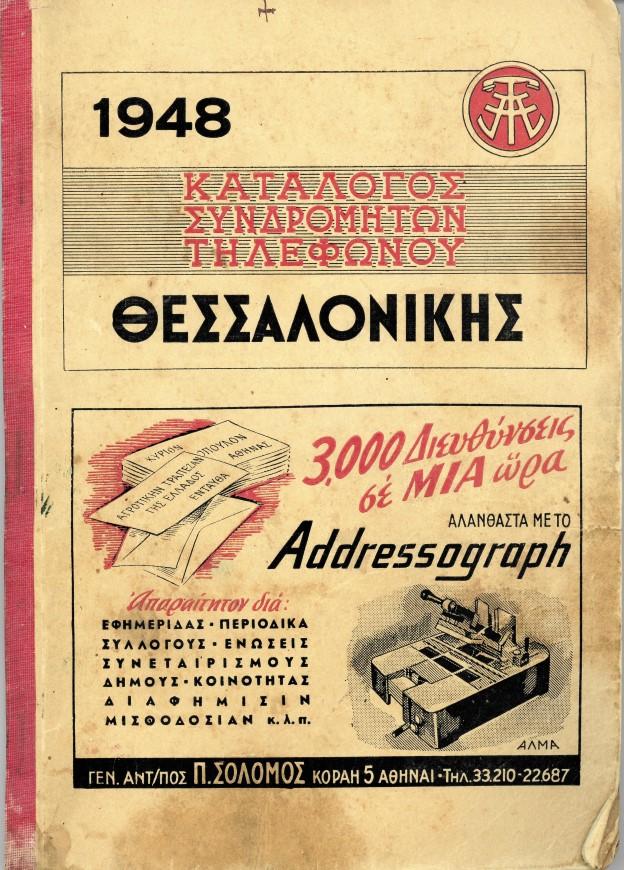 1948
ΚΑΤΑΛΟΓΟΣ
ΣΥΝΔΡΟΜΗΤΩΝ
ΤΗΛΕΦΩΝΟΥ
ΘΕΣΣΑΛΟΝΙΚΗΣ
ΚΥΡΙΟΝ
ΠΑΠΟΥΛΟΝ
ΑΘΗΝΑΣ
ΑΓΡΟΤΙΚΗΝ ΤΡΑΠΕΖΑΝ
ΤΗΣ ΕΛΛΑΔΟΣ
ΕΝΤΑΥΘΑ
3,000 Διευθύνσεις
σέ ΜΙΑ ὥρα
ΑΛΑΝΘΑΣΤΑ ΜΕ ΤΟ
Addressograph
Ἀπαραίτητον διά:
ΕΦΗΜΕΡΙΔΑΣ · ΠΕΡΙΟΔΙΚΑ
ΣΥΛΛΟΓΟΥΣ · ΕΝΩΣΕΙΣ
ΣΥΝΕΤΑΙΡΙΣΜΟΥΣ
ΔΗΜΟΥΣ · ΚΟΙΝΟΤΗΤΑΣ
ΔΙΑΦΗΜΙΣΙΝ
ΜΙΣΘΟΔΟΣΙΑΝ κ.λ.π.
ΑΛΜΑ
ΓΕΝ. ΑΝΤ/ΠΟΣ Π. ΣΟΛΟΜΟΣ ΚΟΡΑΗ 5 ΑΘΗΝΑΙ · ΤΗΛ. 33.210-22687